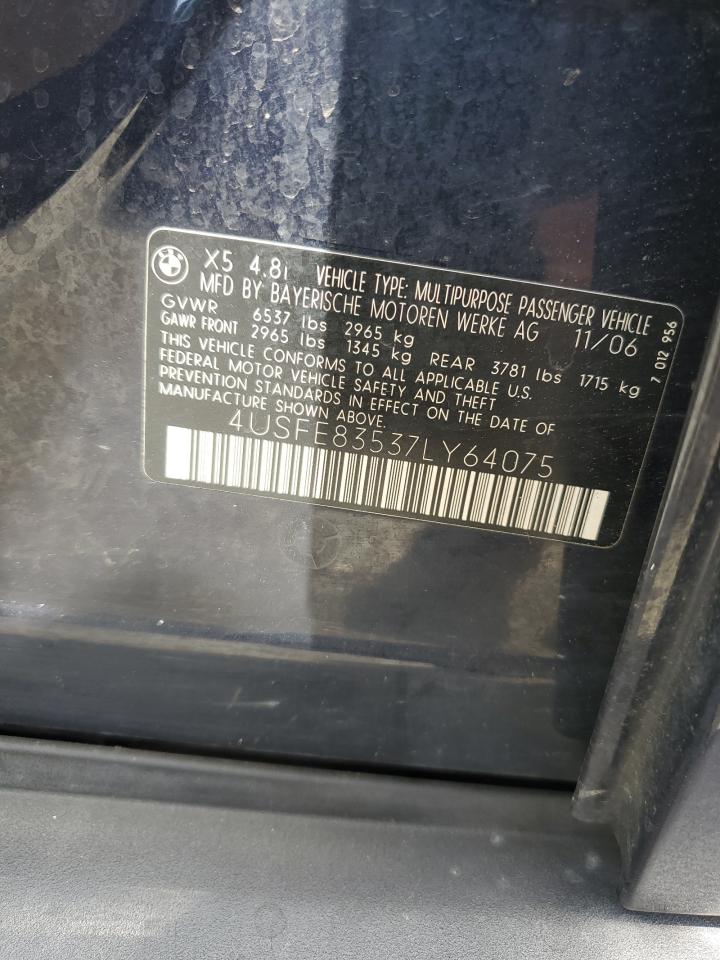 X5 4.8i VEHICLE TYPE: MULTIPURPOSE PASSENGER VEHICLE
MFD BY BAYERISCHE MOTOREN WERKE AG 11/06
GVWR 6537 lbs 2965 kg
GAWR FRONT 2965 lbs 1345 kg REAR 3781 lbs 1715 kg
THIS VEHICLE CONFORMS TO ALL APPLICABLE U.S.
FEDERAL MOTOR VEHICLE SAFETY AND THEFT
PREVENTION STANDARDS IN EFFECT ON THE DATE OF
MANUFACTURE SHOWN ABOVE.
4USFE83537LY64075
7 012 956